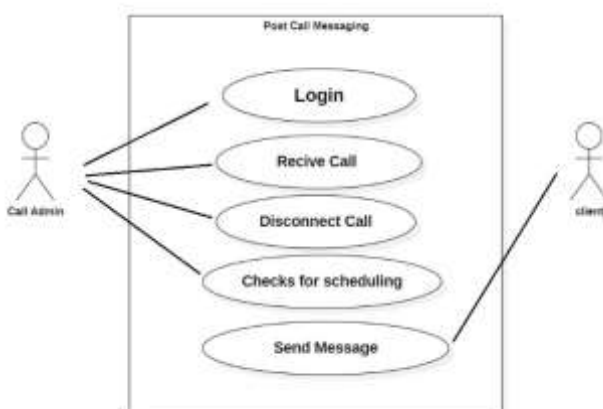 Post Call Messaging
Login
Recive Call
Call Admin
client
Disconnect Call
Checks for scheduling
Send Message